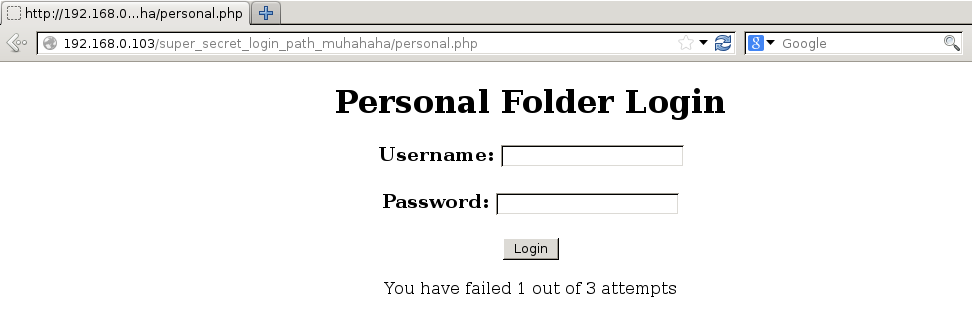 http://192.168.0...ha/personal.php
192.168.0.103/super_secret_login_path_muhahaha/personal.php
8 Google
Personal Folder Login
Username:
Password:
Login
You have failed 1 out of 3 attempts